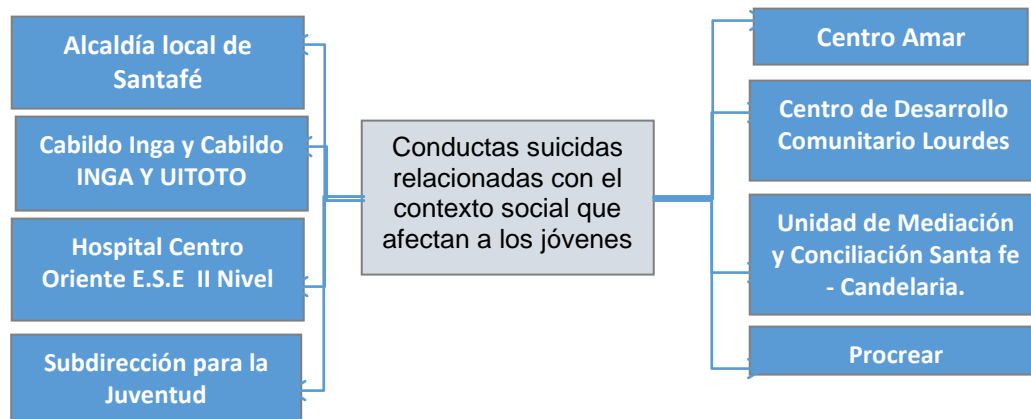 Alcaldía local de
Santafé
Cabildo Inga y Cabildo
INGA Y UITOTO
Hospital Centro
Oriente E.S.E  II Nivel
Subdirección para la
Juventud
Conductas suicidas
relacionadas con el
contexto social que
afectan a los jóvenes
Centro Amar
Centro de Desarrollo
Comunitario Lourdes
Unidad de Mediación
y Conciliación Santa fe
- Candelaria.
Procrear